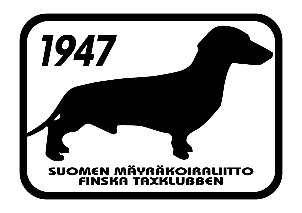 1947
SUOMEN MÄYRÄKOIRALIITTO
FINSKA TAXKLUBBEN